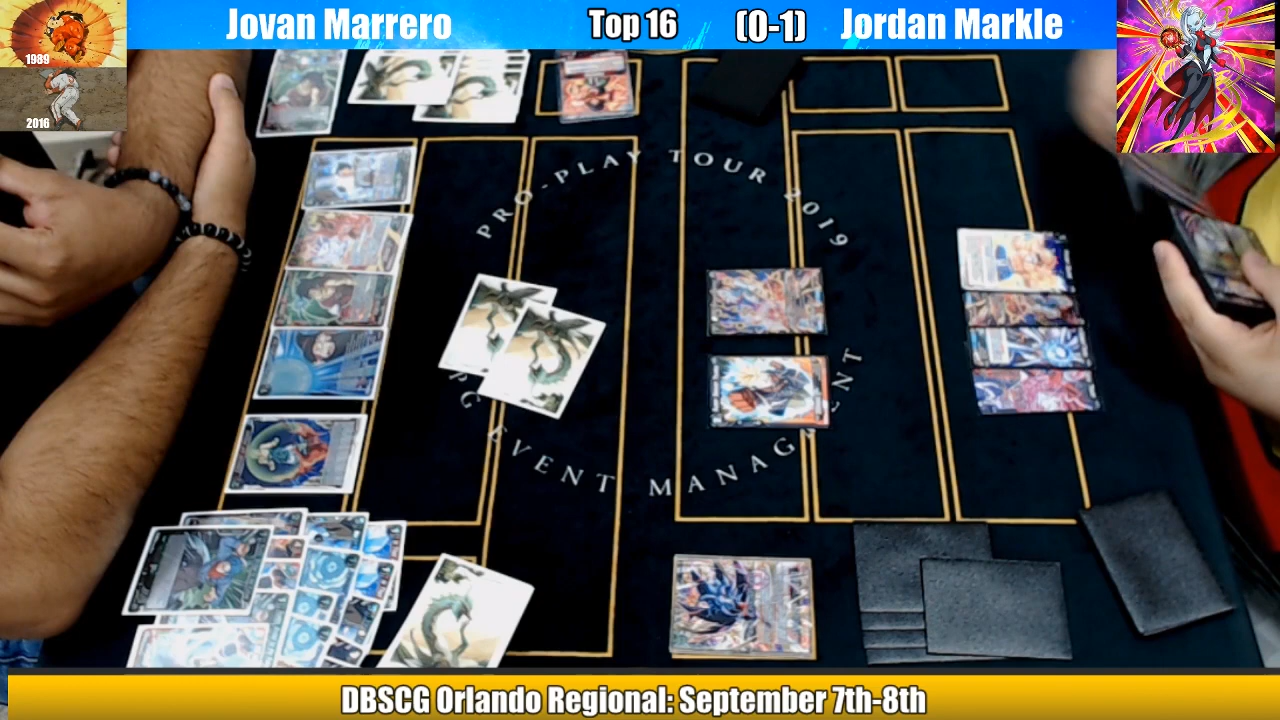 Jovan Marrero
Top 16
(0-1)
Jordan Markle
1989
2016
PRO-PLAY TOUR 2019
PG EVENT MANAGEMENT
DBSCG Orlando Regional: September 7th-8th